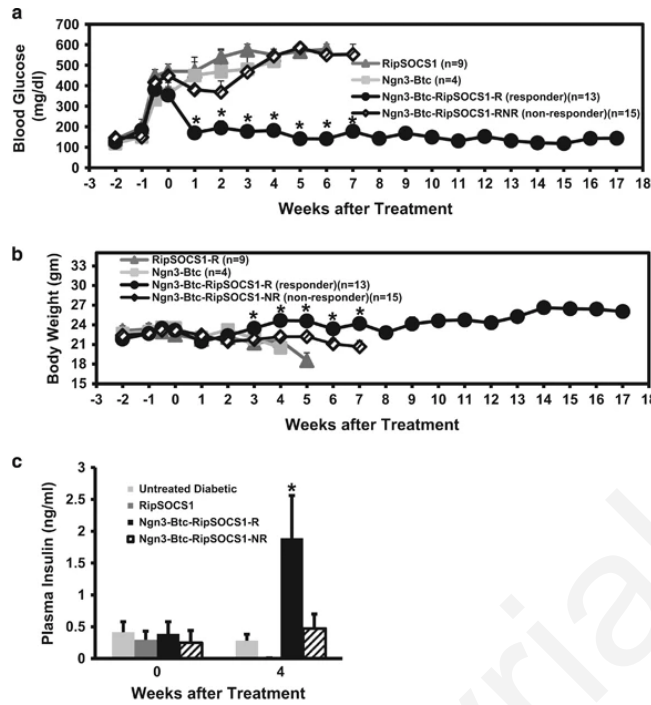 a
Blood Glucose
(mg/dl)
700
600
500
400
300
200
100
0
RipSOCS1 (n=9)
Ngn3-Btc (n=4)
Ngn3-Btc-RipSOCS1-R (responder)(n=13)
Ngn3-Btc-RipSOCS1-RNR (non-responder)(n=15)
* * * * * * *
-3 -2 -1 0 1 2 3 4 5 6 7 8 9 10 11 12 13 14 15 16 17 18
Weeks after Treatment
b
Body Weight (gm)
33
30
27
24
21
18
15
RipSOCS1-R (n=9)
Ngn3-Btc (n=4)
Ngn3-Btc-RipSOCS1-R (responder)(n=13)
Ngn3-Btc-RipSOCS1-NR (non-responder)(n=15)
* * * * *
-3 -2 -1 0 1 2 3 4 5 6 7 8 9 10 11 12 13 14 15 16 17 18
Weeks after Treatment
c
Plasma Insulin (ng/ml)
3
2.5
2
1.5
1
0.5
0
Untreated Diabetic
RipSOCS1
Ngn3-Btc-RipSOCS1-R
Ngn3-Btc-RipSOCS1-NR
*
0 4
Weeks after Treatment